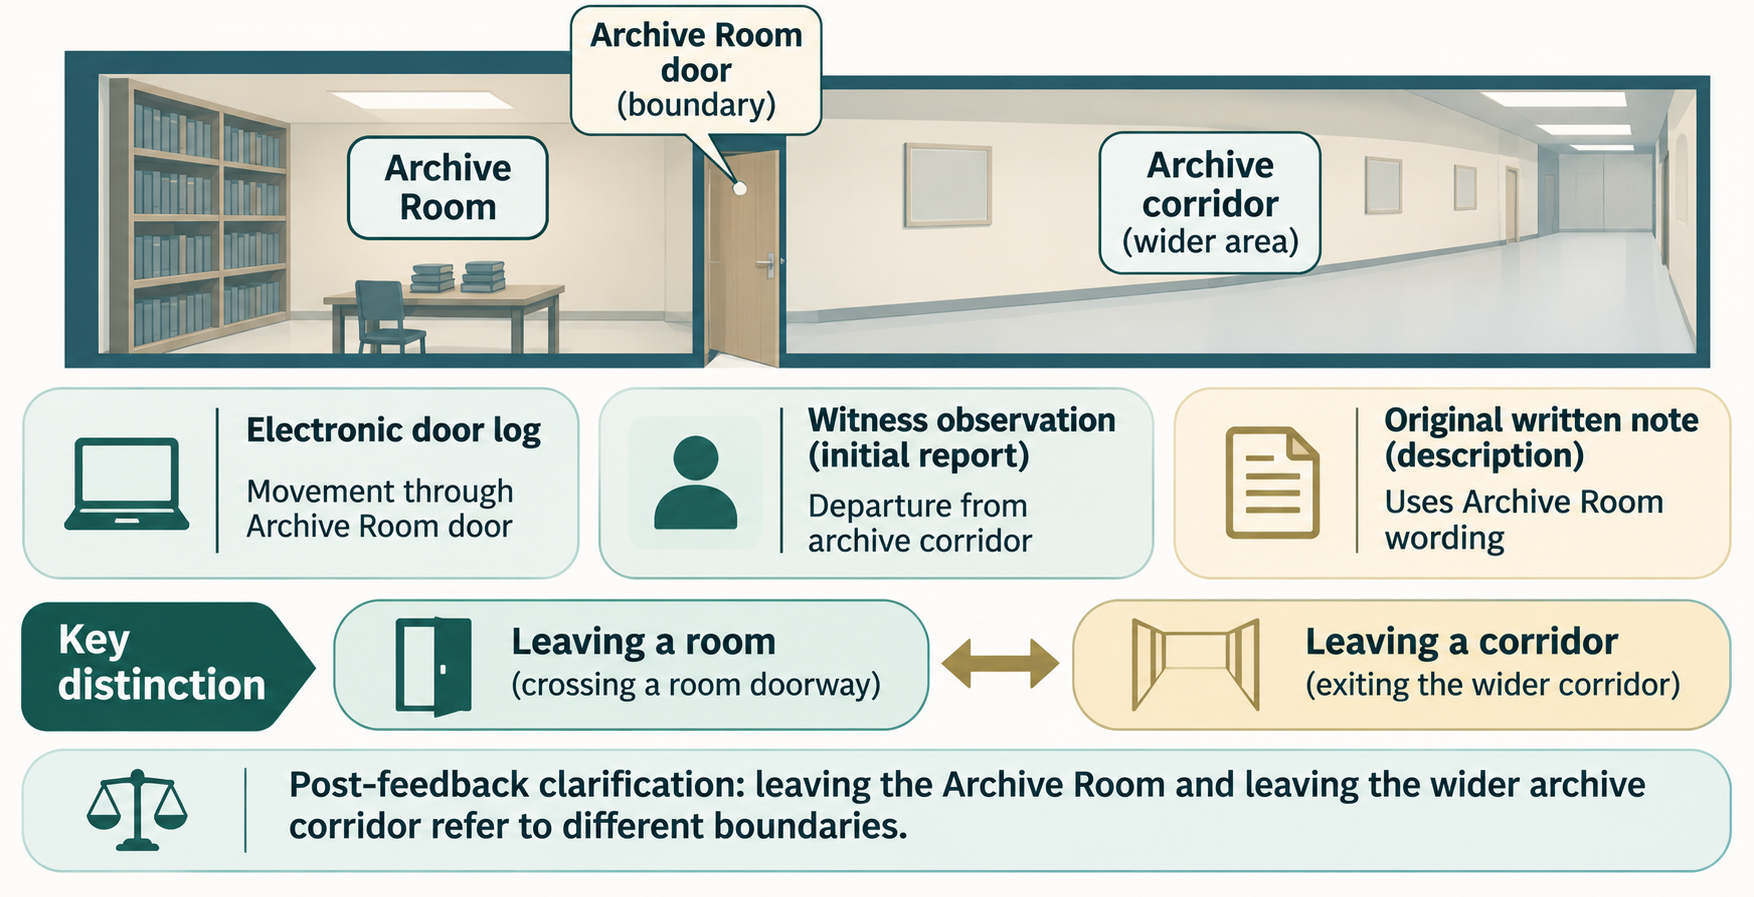 Archive Room
door
(boundary)
Archive
Room
Archive
corridor
(wider area)
Electronic door log
Movement through
Archive Room door
Witness observation
(initial report)
Departure from
archive corridor
Original written note
(description)
Uses Archive Room
wording
Key
distinction
Leaving a room
(crossing a room doorway)
Leaving a corridor
(exiting the wider corridor)
Post-feedback clarification: leaving the Archive Room and leaving the wider archive
corridor refer to different boundaries.